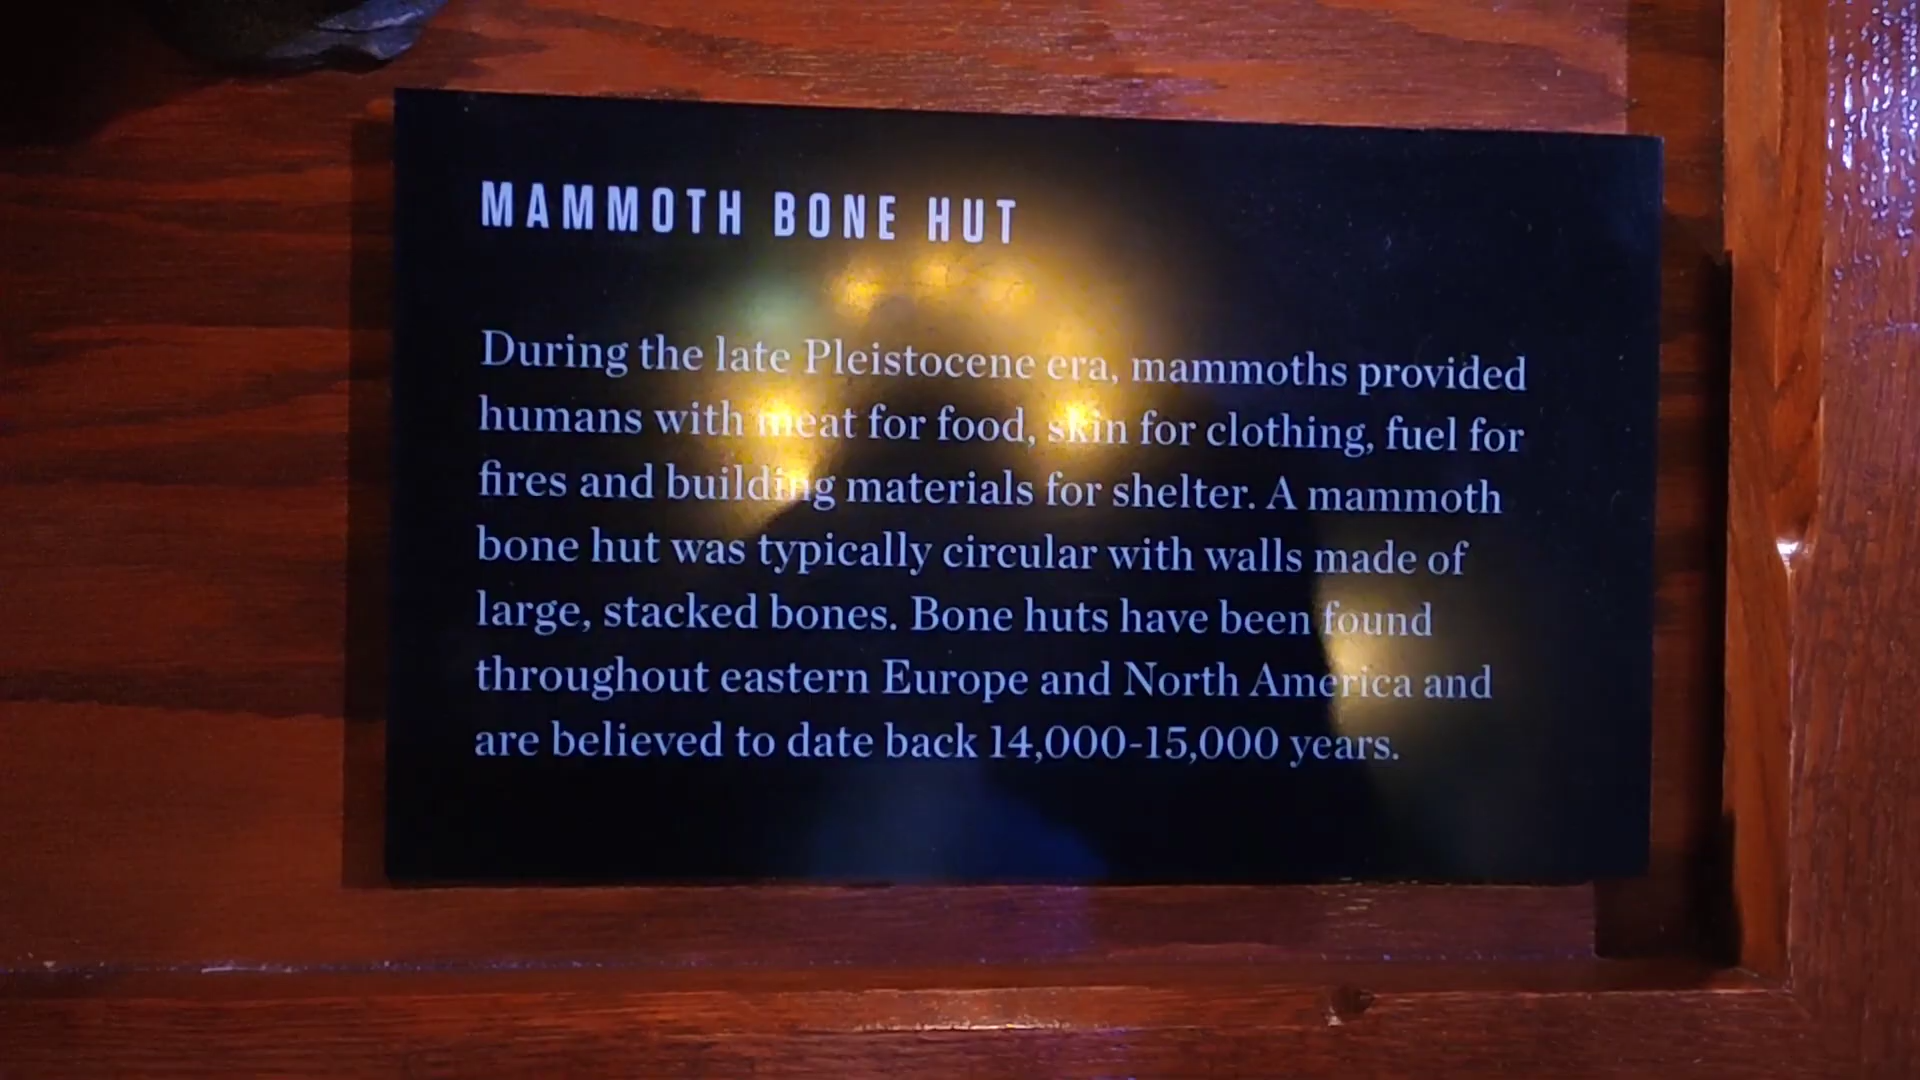 MAMMOTH BONE HUT
During the late Pleistocene era, mammoths provided
humans with meat for food, skin for clothing, fuel for
fires and building materials for shelter. A mammoth
bone hut was typically circular with walls made of
large, stacked bones. Bone huts have been found
throughout eastern Europe and North America and
are believed to date back 14,000-15,000 years.